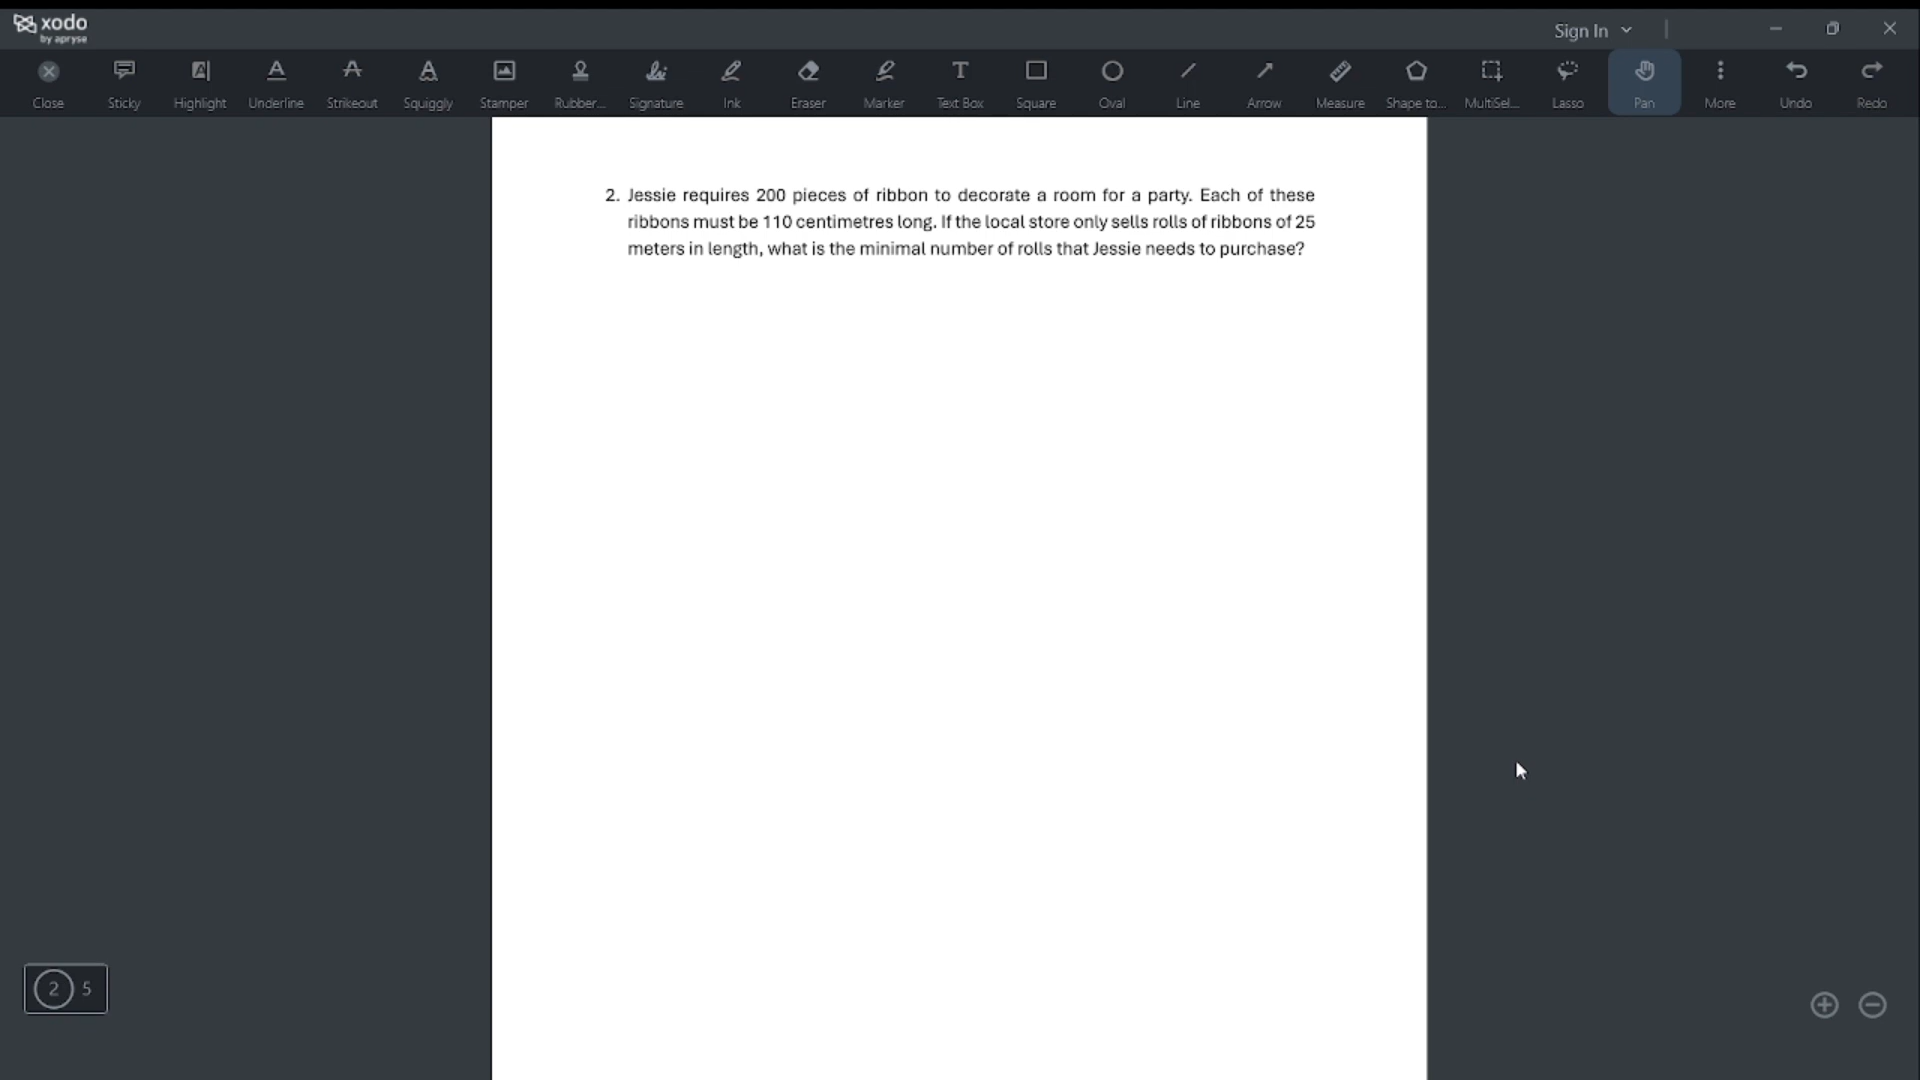 xodo
by apryse
Sign In
Close Sticky Highlight Underline Strikeout Squiggly Stamper Rubber... Signature Ink Eraser Marker Text Box Square Oval Line Arrow Measure Shape to... MultiSel... Lasso Pan More Undo Redo
2. Jessie requires 200 pieces of ribbon to decorate a room for a party. Each of these
ribbons must be 110 centimetres long. If the local store only sells rolls of ribbons of 25
meters in length, what is the minimal number of rolls that Jessie needs to purchase?
2 5